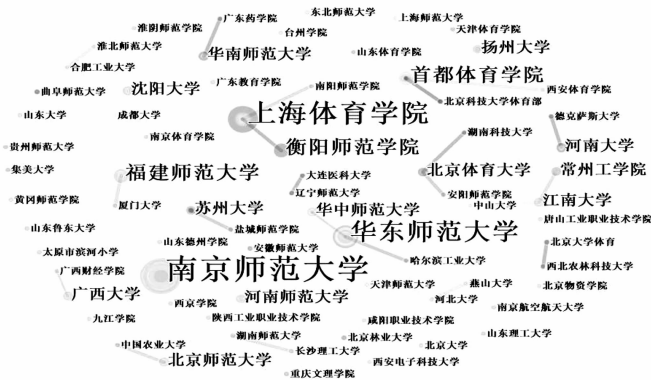 广东药学院
东北师范大学
上海师范大学
淮阴师范学院
台州学院
天津体育学院
淮北师范大学
华南师范大学
山东体育学院
扬州大学
合肥工业大学
首都体育学院
曲阜师范大学
沈阳大学
广东教育学院
南阳师范学院
西安体育学院
北京科技大学体育部
山东大学
成都大学
上海体育学院
德克萨斯大学
南京体育学院
湖南科技大学
贵州师范大学
衡阳师范学院
河南大学
集美大学
福建师范大学
大连医科大学
北京体育大学
常州工学院
黄冈师范学院
厦门大学
苏州大学
辽宁师范大学
安阳师范学院
江南大学
华中师范大学
中山大学
唐山工业职业技术学院
山东鲁东大学
盐城师范学院
华东师范大学
山东德州学院
安徽师范大学
北京大学体育
太原市滨河小学
哈尔滨工业大学
广西财经学院
南京师范大学
西北农林科技大学
天津师范大学
燕山大学
北京物资学院
广西大学
西京学院
河南师范大学
河北大学
南京航空航天大学
九江学院
陕西工业职业技术学院
咸阳职业技术学院
湖南师范大学
北京林业大学
山东理工大学
中国农业大学
长沙理工大学
北京大学
北京师范大学
西安电子科技大学
重庆文理学院